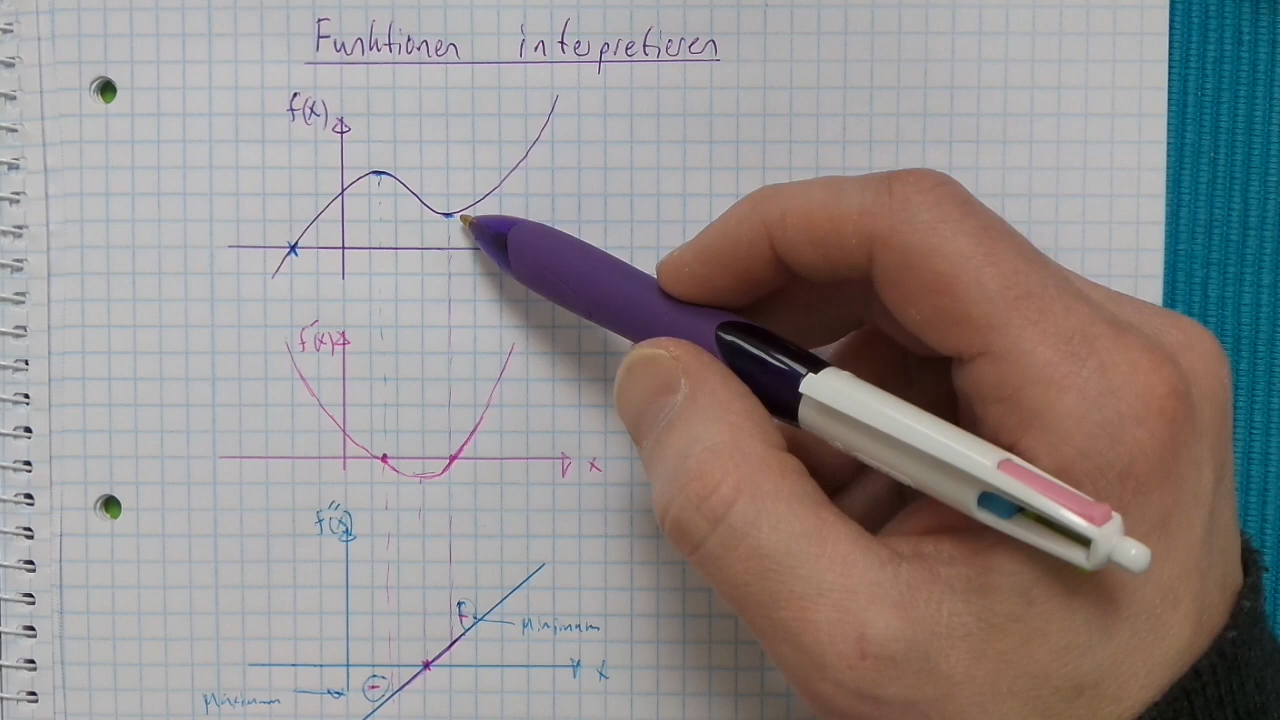 Funktionen interpretieren
f(x)
f'(x)
x
f''(x)
+
Minimum
x
−
Maximum